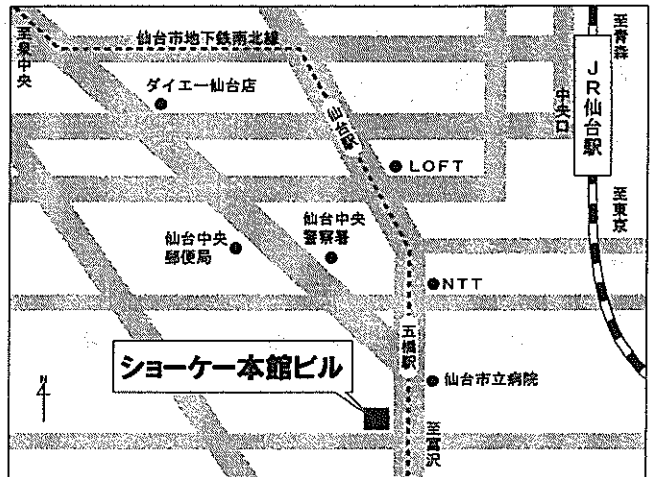 仙台市地下鉄南北線
至泉中央
ダイエー仙台店
仙台駅
中央口
至青森
JR仙台駅
LOFT
至東京
仙台中央
郵便局
仙台中央
警察署
NTT
五橋駅
ショーケー本館ビル
仙台市立病院
N
至富沢